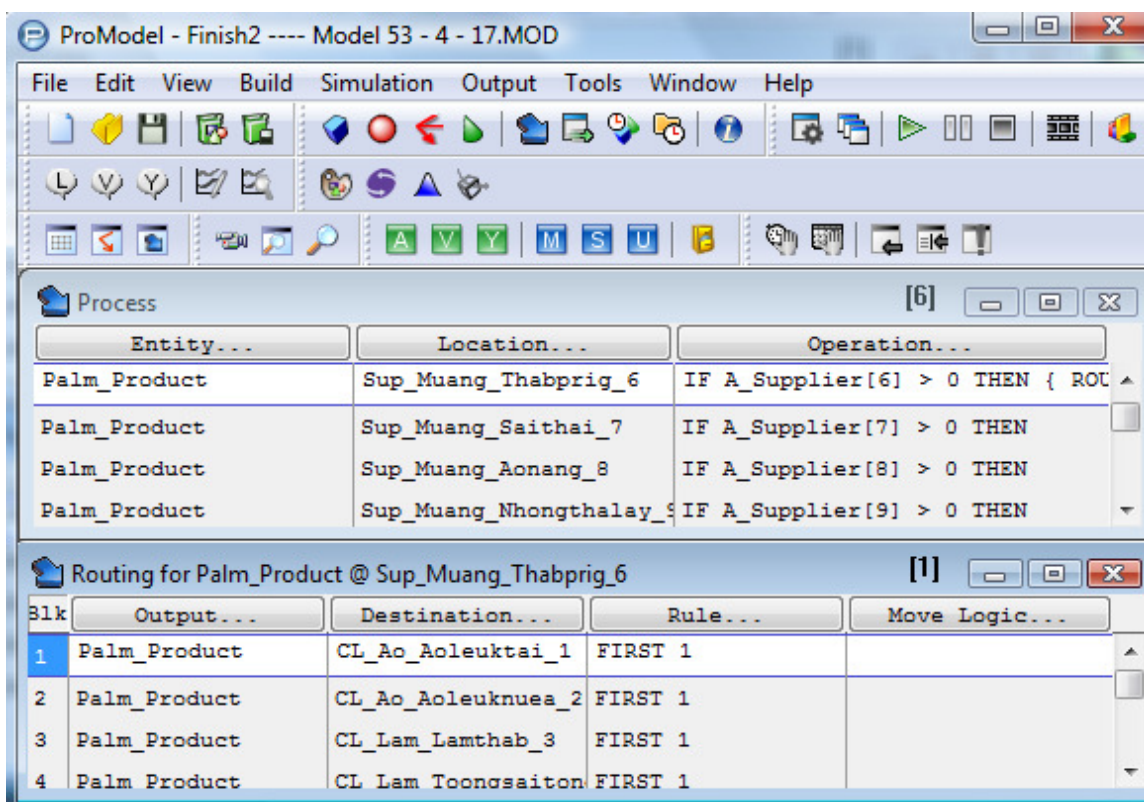 ProModel - Finish2 ---- Model 53 - 4 - 17.MOD
File Edit View Build Simulation Output Tools Window Help
L V Y
A V Y M S U
Process [6]
Entity... Location... Operation...
Palm_Product Sup_Muang_Thabprig_6 IF A_Supplier[6] > 0 THEN { ROU
Palm_Product Sup_Muang_Saithai_7 IF A_Supplier[7] > 0 THEN
Palm_Product Sup_Muang_Aonang_8 IF A_Supplier[8] > 0 THEN
Palm_Product Sup_Muang_Nhongthalay_9 IF A_Supplier[9] > 0 THEN
Routing for Palm_Product @ Sup_Muang_Thabprig_6 [1]
Blk Output... Destination... Rule... Move Logic...
1 Palm_Product CL_Ao_Aoleuktai_1 FIRST 1
2 Palm_Product CL_Ao_Aoleuknuea_2 FIRST 1
3 Palm_Product CL_Lam_Lamthab_3 FIRST 1
4 Palm_Product CL_Lam_Toongsaiton FIRST 1